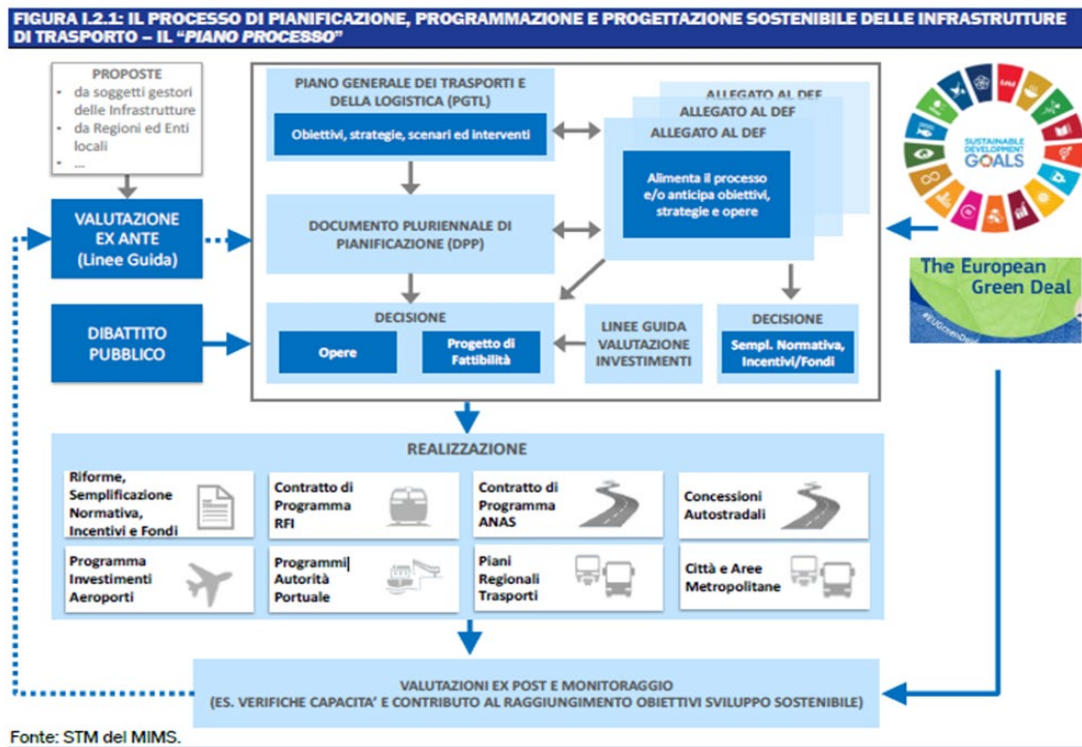 FIGURA I.2.1: IL PROCESSO DI PIANIFICAZIONE, PROGRAMMAZIONE E PROGETTAZIONE SOSTENIBILE DELLE INFRASTRUTTURE
DI TRASPORTO – IL "PIANO PROCESSO"
PROPOSTE
• da soggetti gestori
delle Infrastrutture
• da Regioni ed Enti
locali
• ...
VALUTAZIONE
EX ANTE
(Linee Guida)
DIBATTITO
PUBBLICO
PIANO GENERALE DEI TRASPORTI E
DELLA LOGISTICA (PGTL)
Obiettivi, strategie, scenari ed interventi
ALLEGATO AL DEF
ALLEGATO AL DEF
ALLEGATO AL DEF
Alimenta il processo
e/o anticipa obiettivi,
strategie e opere
DOCUMENTO PLURIENNALE DI
PIANIFICAZIONE (DPP)
DECISIONE
Opere
Progetto di
Fattibilità
LINEE GUIDA
VALUTAZIONE
INVESTIMENTI
DECISIONE
Sempl. Normativa,
Incentivi/Fondi
SUSTAINABLE
DEVELOPMENT
GOALS
The European
Green Deal
#EUGreenDeal
REALIZZAZIONE
Riforme,
Semplificazione
Normativa,
Incentivi e Fondi
Contratto di
Programma
RFI
Contratto di
Programma
ANAS
Concessioni
Autostradali
Programma
Investimenti
Aeroporti
Programmi
Autorità
Portuale
Piani
Regionali
Trasporti
Città e Aree
Metropolitane
VALUTAZIONI EX POST E MONITORAGGIO
(ES. VERIFICHE CAPACITA' E CONTRIBUTO AL RAGGIUNGIMENTO OBIETTIVI SVILUPPO SOSTENIBILE)
Fonte: STM del MIMS.